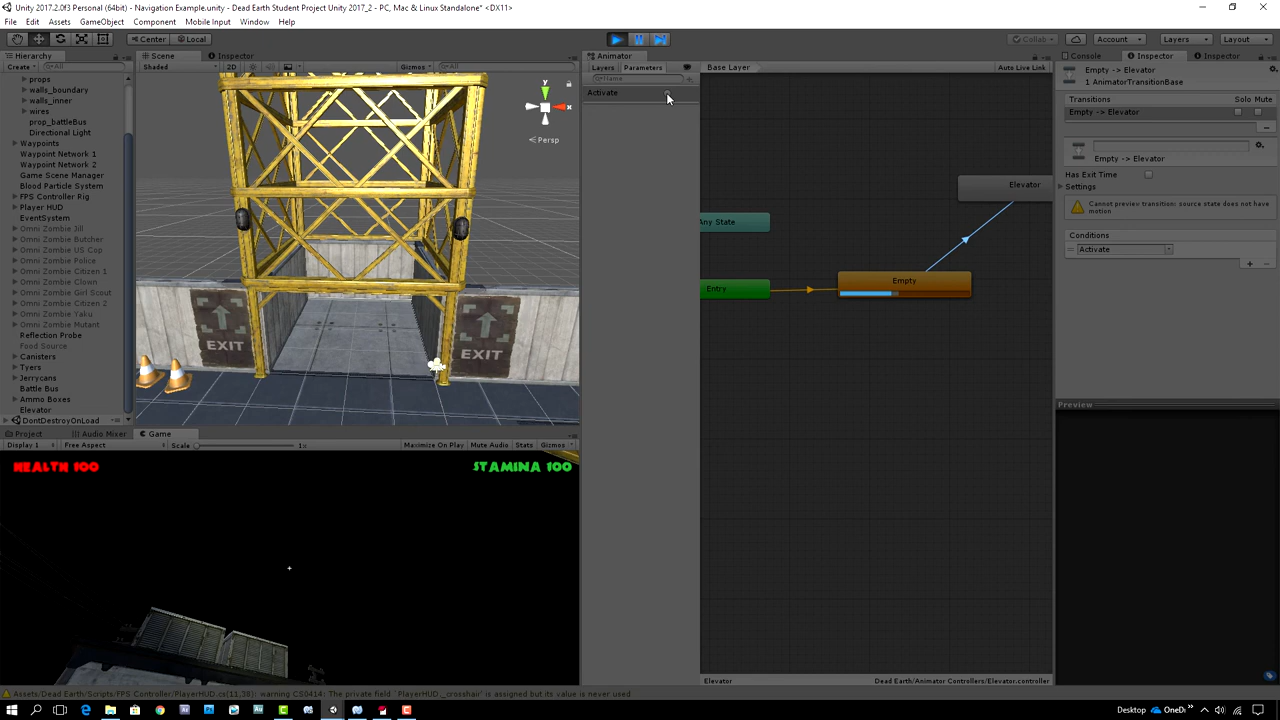 Unity 2017.2.0f3 Personal (64bit) - Navigation Example.unity - Dead Earth Student Project Unity 2017_2 - PC, Mac & Linux Standalone* <DX11>
File Edit Assets GameObject Component Mobile Input Window Help
Center Local
Collab Account Layers Layout
Hierarchy
Create All
props
walls_boundary
walls_inner
wires
prop_battleBus
Directional Light
Waypoints
Waypoint Network 1
Waypoint Network 2
Game Scene Manager
Blood Particle System
FPS Controller Rig
Player HUD
EventSystem
Omni Zombie Jill
Omni Zombie Butcher
Omni Zombie US Cop
Omni Zombie Police
Omni Zombie Citizen 1
Omni Zombie Clown
Omni Zombie Girl Scout
Omni Zombie Citizen 2
Omni Zombie Yaku
Omni Zombie Mutant
Reflection Probe
Food Source
Canisters
Tyers
Jerrycans
Battle Bus
Ammo Boxes
Elevator
DontDestroyOnLoad
Scene Inspector
Shaded 2D Gizmos All
y
x
Persp
EXIT
EXIT
Project Audio Mixer Game
Display 1 Free Aspect Scale 1x Maximize On Play Mute Audio Stats Gizmos
HEALTH 100 STAMINA 100
Animator
Layers Parameters Base Layer Auto Live Link
Name
Activate
Any State
Entry
Empty
Elevator
Elevator Dead Earth/Animator Controllers/Elevator.controller
Console Inspector Inspector
Empty -> Elevator
1 AnimatorTransitionBase
Transitions Solo Mute
Empty -> Elevator
Empty -> Elevator
Has Exit Time
Settings
Cannot preview transition: source state does not have motion
Conditions
Activate
Preview
Assets/Dead Earth/Scripts/FPS Controller/PlayerHUD.cs(11,38): warning CS0414: The private field `PlayerHUD._crosshair' is assigned but its value is never used
Desktop OneDr